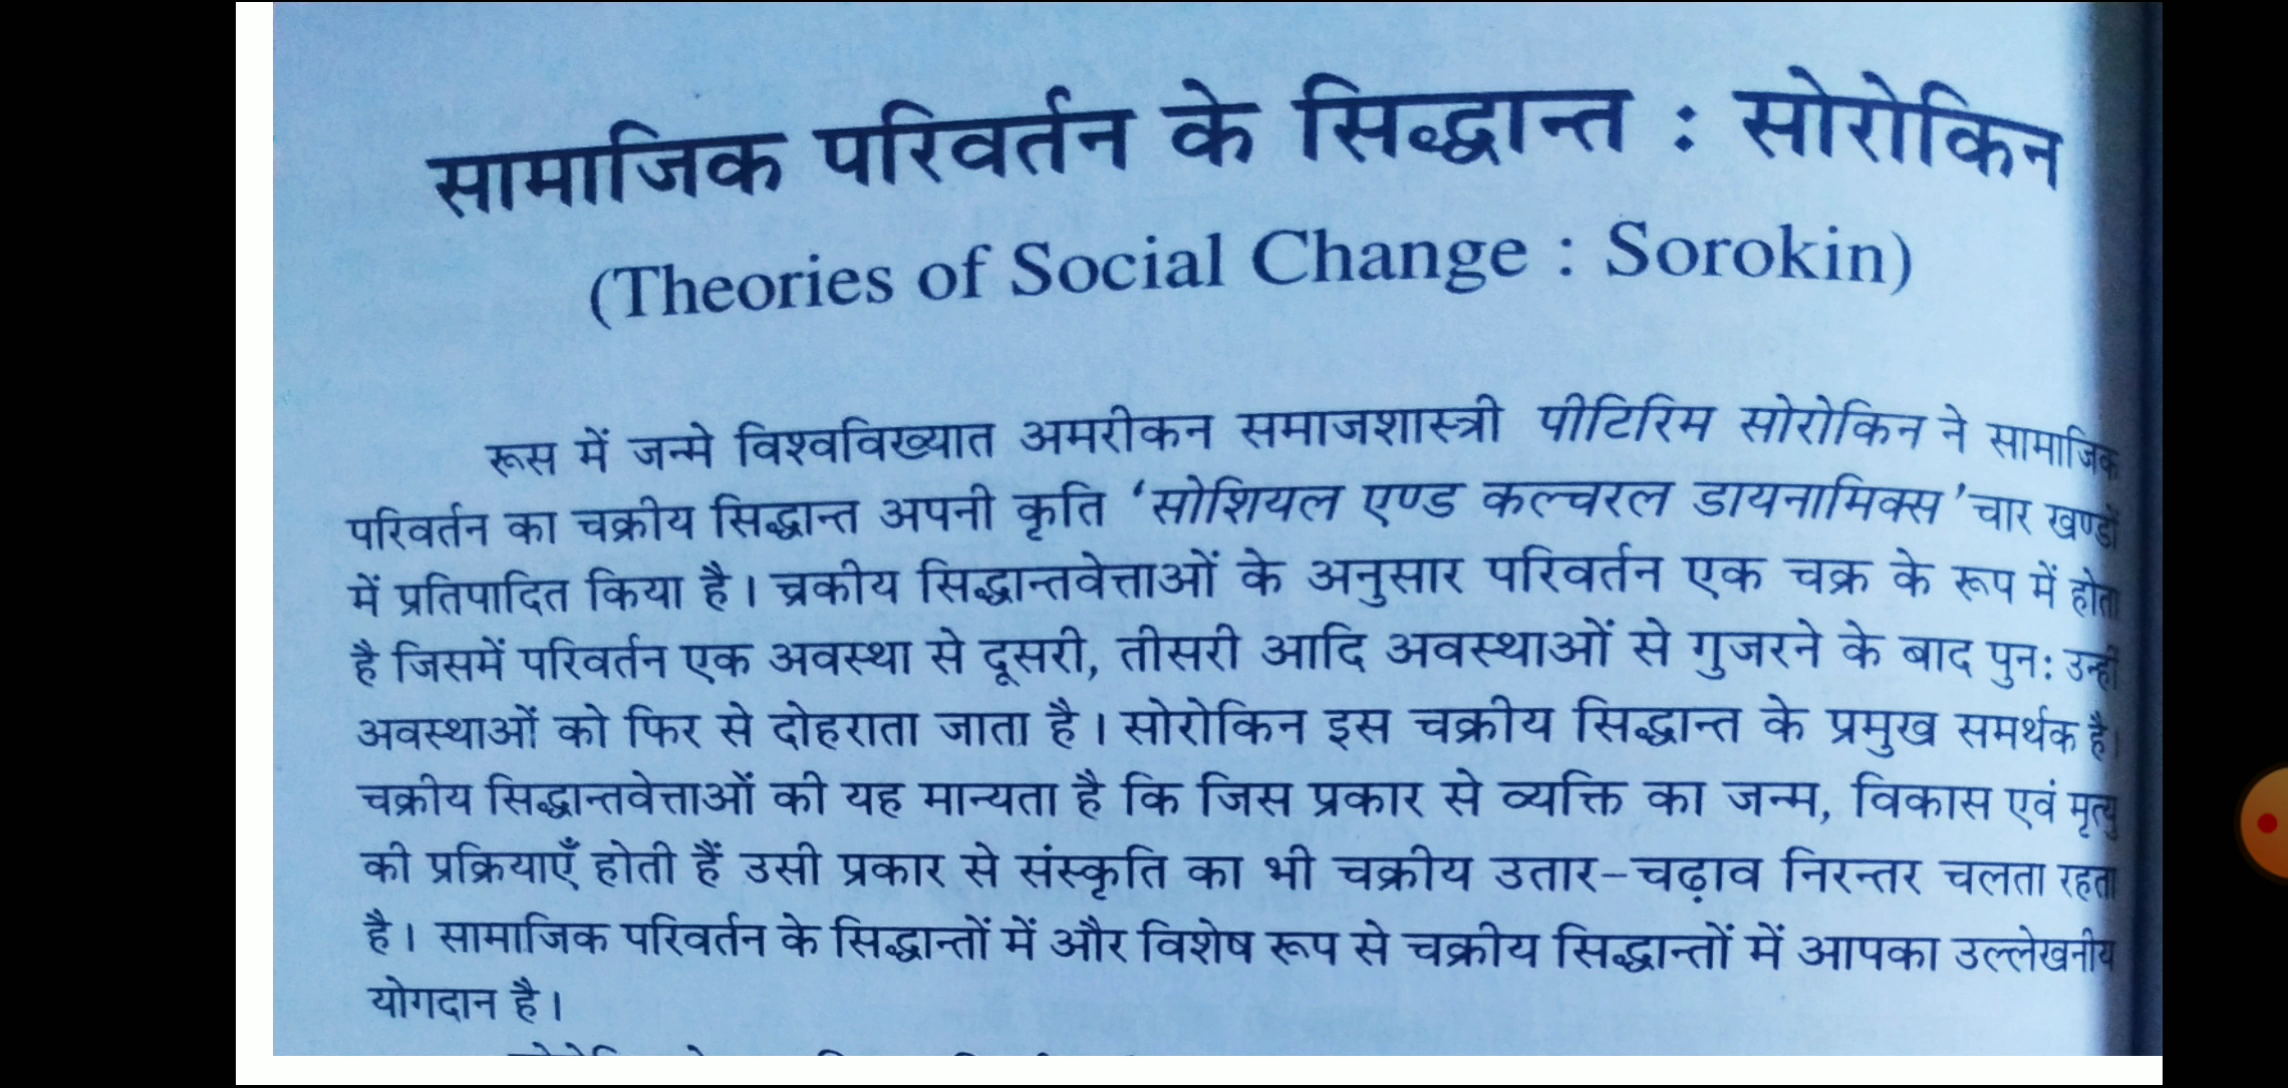 सामाजिक परिवर्तन के सिद्धान्त : सोरोकिन
(Theories of Social Change : Sorokin)
रूस में जन्मे विश्वविख्यात अमरीकन समाजशास्त्री पीटिरिम सोरोकिन ने सामाजिक
परिवर्तन का चक्रीय सिद्धान्त अपनी कृति ‘सोशियल एण्ड कल्चरल डायनामिक्स’ चार खण्डों
में प्रतिपादित किया है। च्रकीय सिद्धान्तवेत्ताओं के अनुसार परिवर्तन एक चक्र के रूप में होता
है जिसमें परिवर्तन एक अवस्था से दूसरी, तीसरी आदि अवस्थाओं से गुजरने के बाद पुनः उन्हीं
अवस्थाओं को फिर से दोहराता जाता है। सोरोकिन इस चक्रीय सिद्धान्त के प्रमुख समर्थक है।
चक्रीय सिद्धान्तवेत्ताओं की यह मान्यता है कि जिस प्रकार से व्यक्ति का जन्म, विकास एवं मृत्यु
की प्रक्रियाएँ होती हैं उसी प्रकार से संस्कृति का भी चक्रीय उतार-चढ़ाव निरन्तर चलता रहता
है। सामाजिक परिवर्तन के सिद्धान्तों में और विशेष रूप से चक्रीय सिद्धान्तों में आपका उल्लेखनीय
योगदान है।